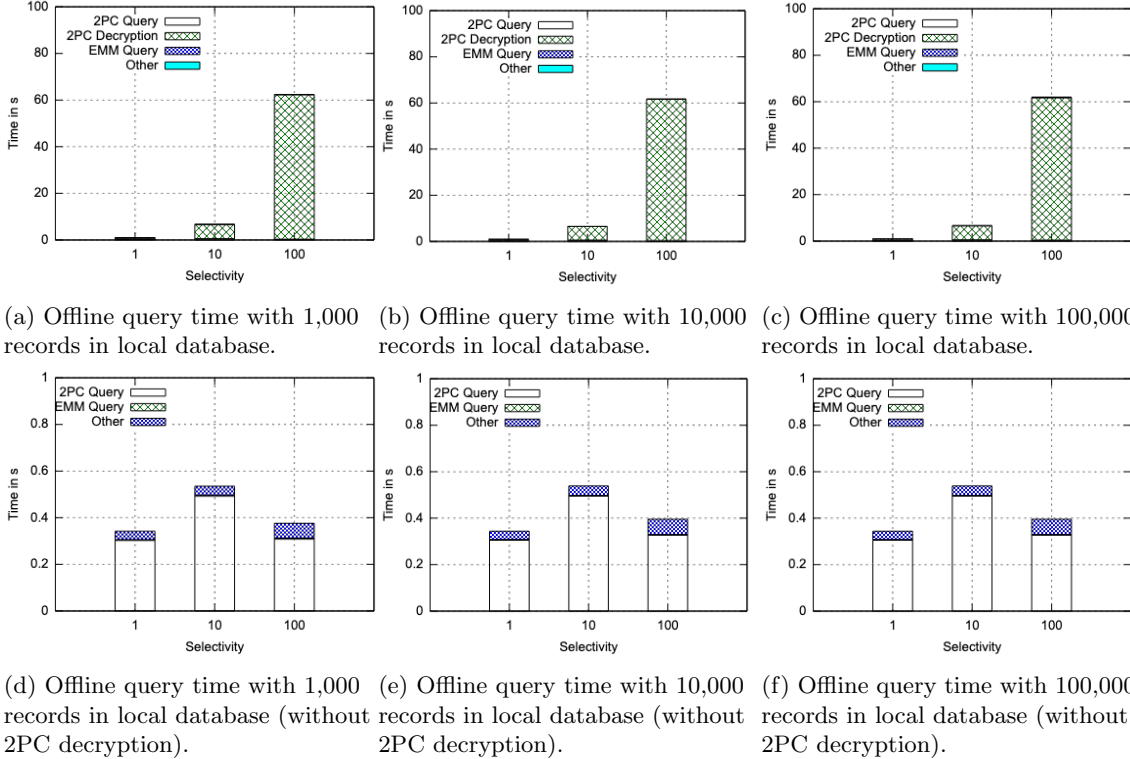 100
80
60
40
20
0
Time in s
2PC Query
2PC Decryption
EMM Query
Other
1 10 100
Selectivity
100
80
60
40
20
0
Time in s
2PC Query
2PC Decryption
EMM Query
Other
1 10 100
Selectivity
100
80
60
40
20
0
Time in s
2PC Query
2PC Decryption
EMM Query
Other
1 10 100
Selectivity
(a) Offline query time with 1,000
records in local database.
(b) Offline query time with 10,000
records in local database.
(c) Offline query time with 100,000
records in local database.
1
0.8
0.6
0.4
0.2
0
Time in s
2PC Query
EMM Query
Other
1 10 100
Selectivity
1
0.8
0.6
0.4
0.2
0
Time in s
2PC Query
EMM Query
Other
1 10 100
Selectivity
1
0.8
0.6
0.4
0.2
0
Time in s
2PC Query
EMM Query
Other
1 10 100
Selectivity
(d) Offline query time with 1,000
records in local database (without
2PC decryption).
(e) Offline query time with 10,000
records in local database (without
2PC decryption).
(f) Offline query time with 100,000
records in local database (without
2PC decryption).